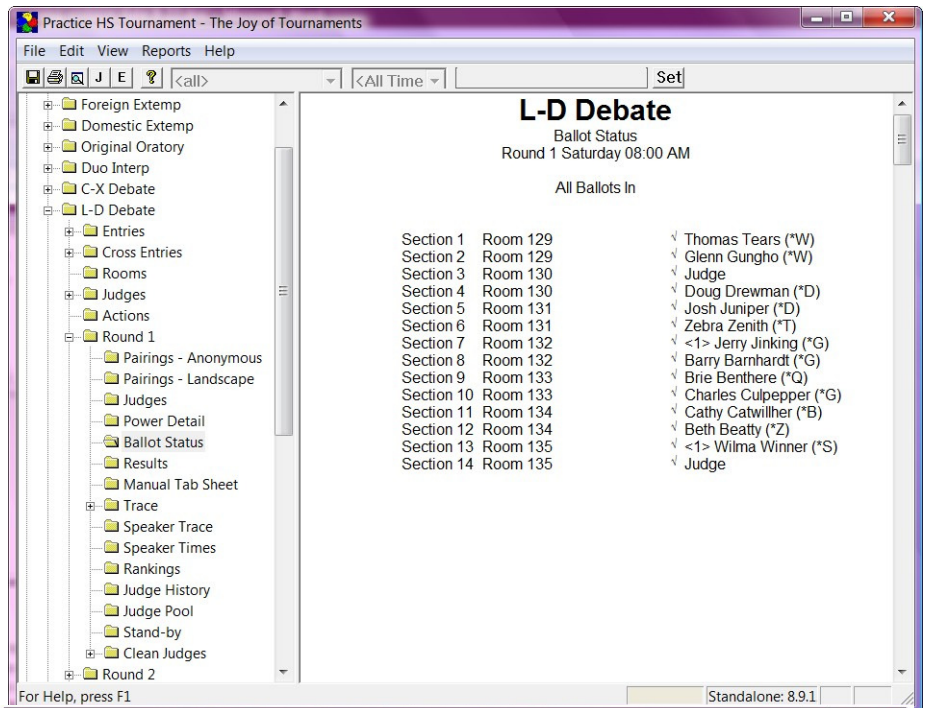 Practice HS Tournament - The Joy of Tournaments
File Edit View Reports Help
J E ? <all> <All Time Set
Foreign Extemp
Domestic Extemp
Original Oratory
Duo Interp
C-X Debate
L-D Debate
Entries
Cross Entries
Rooms
Judges
Actions
Round 1
Pairings - Anonymous
Pairings - Landscape
Judges
Power Detail
Ballot Status
Results
Manual Tab Sheet
Trace
Speaker Trace
Speaker Times
Rankings
Judge History
Judge Pool
Stand-by
Clean Judges
Round 2
L-D Debate
Ballot Status
Round 1 Saturday 08:00 AM
All Ballots In
Section 1 Room 129 √ Thomas Tears (*W)
Section 2 Room 129 √ Glenn Gungho (*W)
Section 3 Room 130 √ Judge
Section 4 Room 130 √ Doug Drewman (*D)
Section 5 Room 131 √ Josh Juniper (*D)
Section 6 Room 131 √ Zebra Zenith (*T)
Section 7 Room 132 √ <1> Jerry Jinking (*G)
Section 8 Room 132 √ Barry Barnhardt (*G)
Section 9 Room 133 √ Brie Benthere (*Q)
Section 10 Room 133 √ Charles Culpepper (*G)
Section 11 Room 134 √ Cathy Catwillher (*B)
Section 12 Room 134 √ Beth Beatty (*Z)
Section 13 Room 135 √ <1> Wilma Winner (*S)
Section 14 Room 135 √ Judge
For Help, press F1
Standalone: 8.9.1